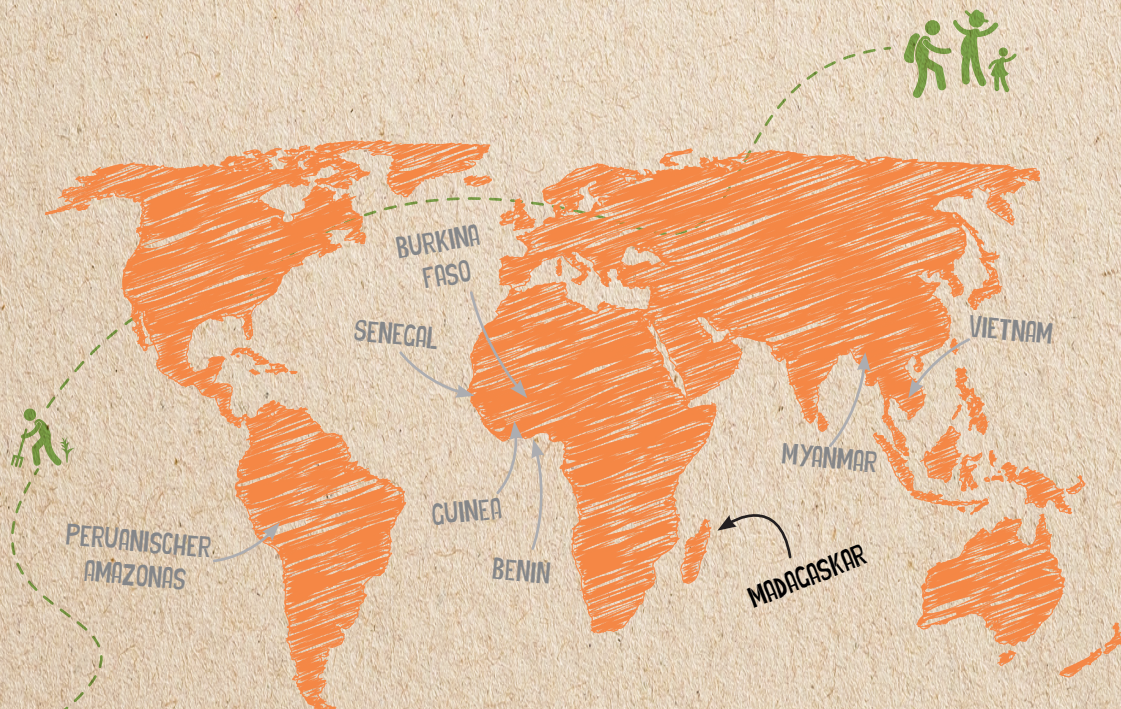 BURKINA
FASO
SENEGAL
VIETNAM
MYANMAR
GUINEA
PERUANISCHER
AMAZONAS
BENIN
MADAGASKAR